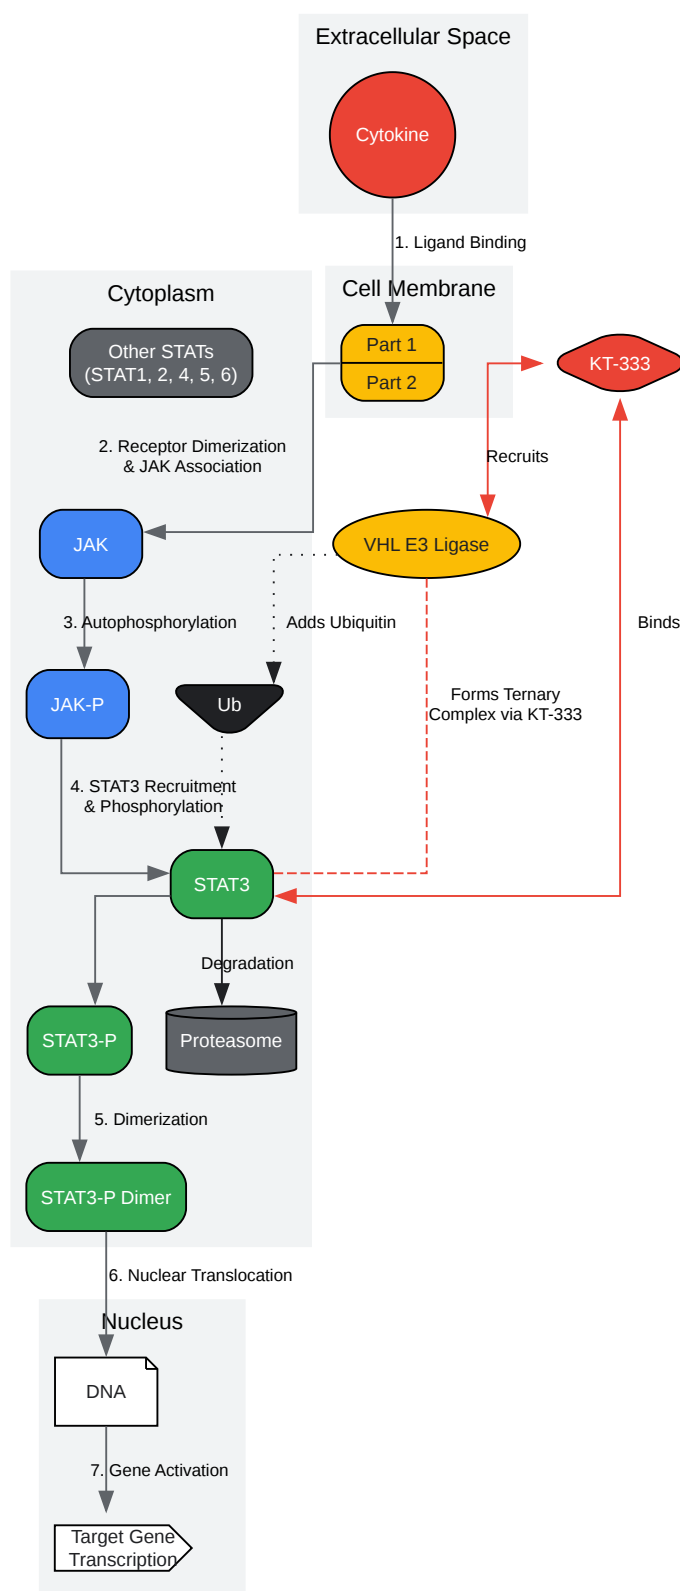 Extracellular Space
Cytokine
1. Ligand Binding
Cell Membrane
Part 1
Part 2
Cytoplasm
Other STATs
(STAT1, 2, 4, 5, 6)
KT-333
2. Receptor Dimerization
& JAK Association
Recruits
JAK
VHL E3 Ligase
3. Autophosphorylation
Adds Ubiquitin
Binds
JAK-P
Ub
Forms Ternary
Complex via KT-333
4. STAT3 Recruitment
& Phosphorylation
STAT3
Degradation
STAT3-P
Proteasome
5. Dimerization
STAT3-P Dimer
6. Nuclear Translocation
Nucleus
DNA
7. Gene Activation
Target Gene
Transcription